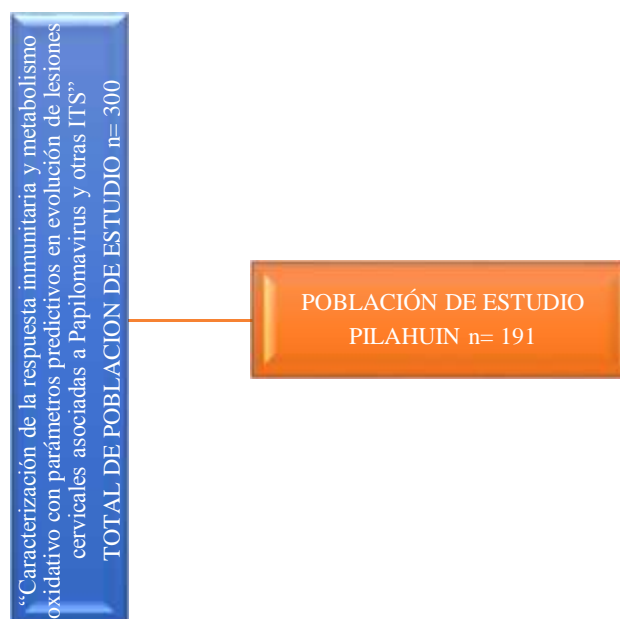 “Caracterización de la respuesta inmunitaria y metabolismo
oxidativo con parámetros predictivos en evolución de lesiones
cervicales asociadas a Papilomavirus y otras ITS”
TOTAL DE POBLACION DE ESTUDIO n= 300
POBLACIÓN DE ESTUDIO
PILAHUIN n= 191